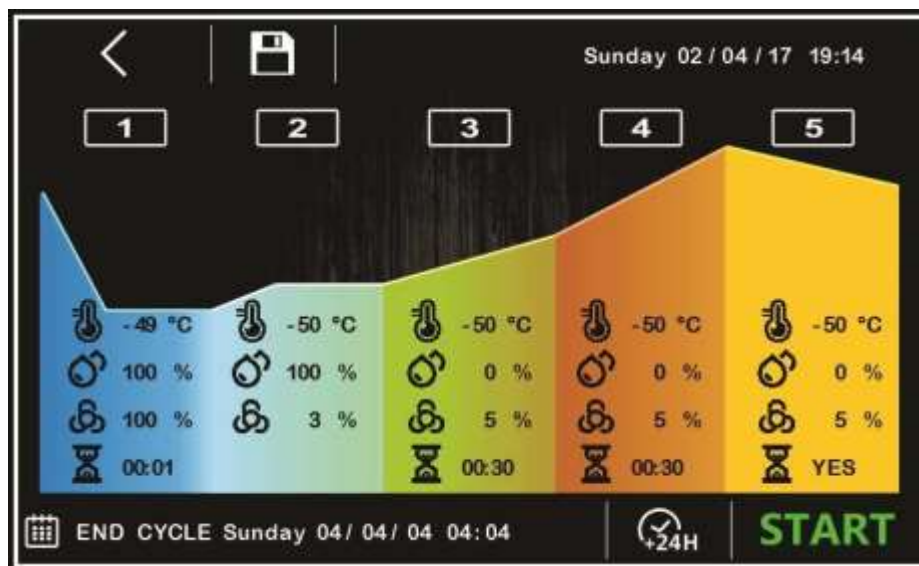 Sunday 02 / 04 / 17 19:14
1 2 3 4 5
- 49 °C -50 °C -50 °C -50 °C -50 °C
100 % 100 % 0 % 0 % 0 %
100 % 3 % 5 % 5 % 5 %
00:01 00:30 00:30 YES
END CYCLE Sunday 04/ 04/ 04 04:04 +24H START